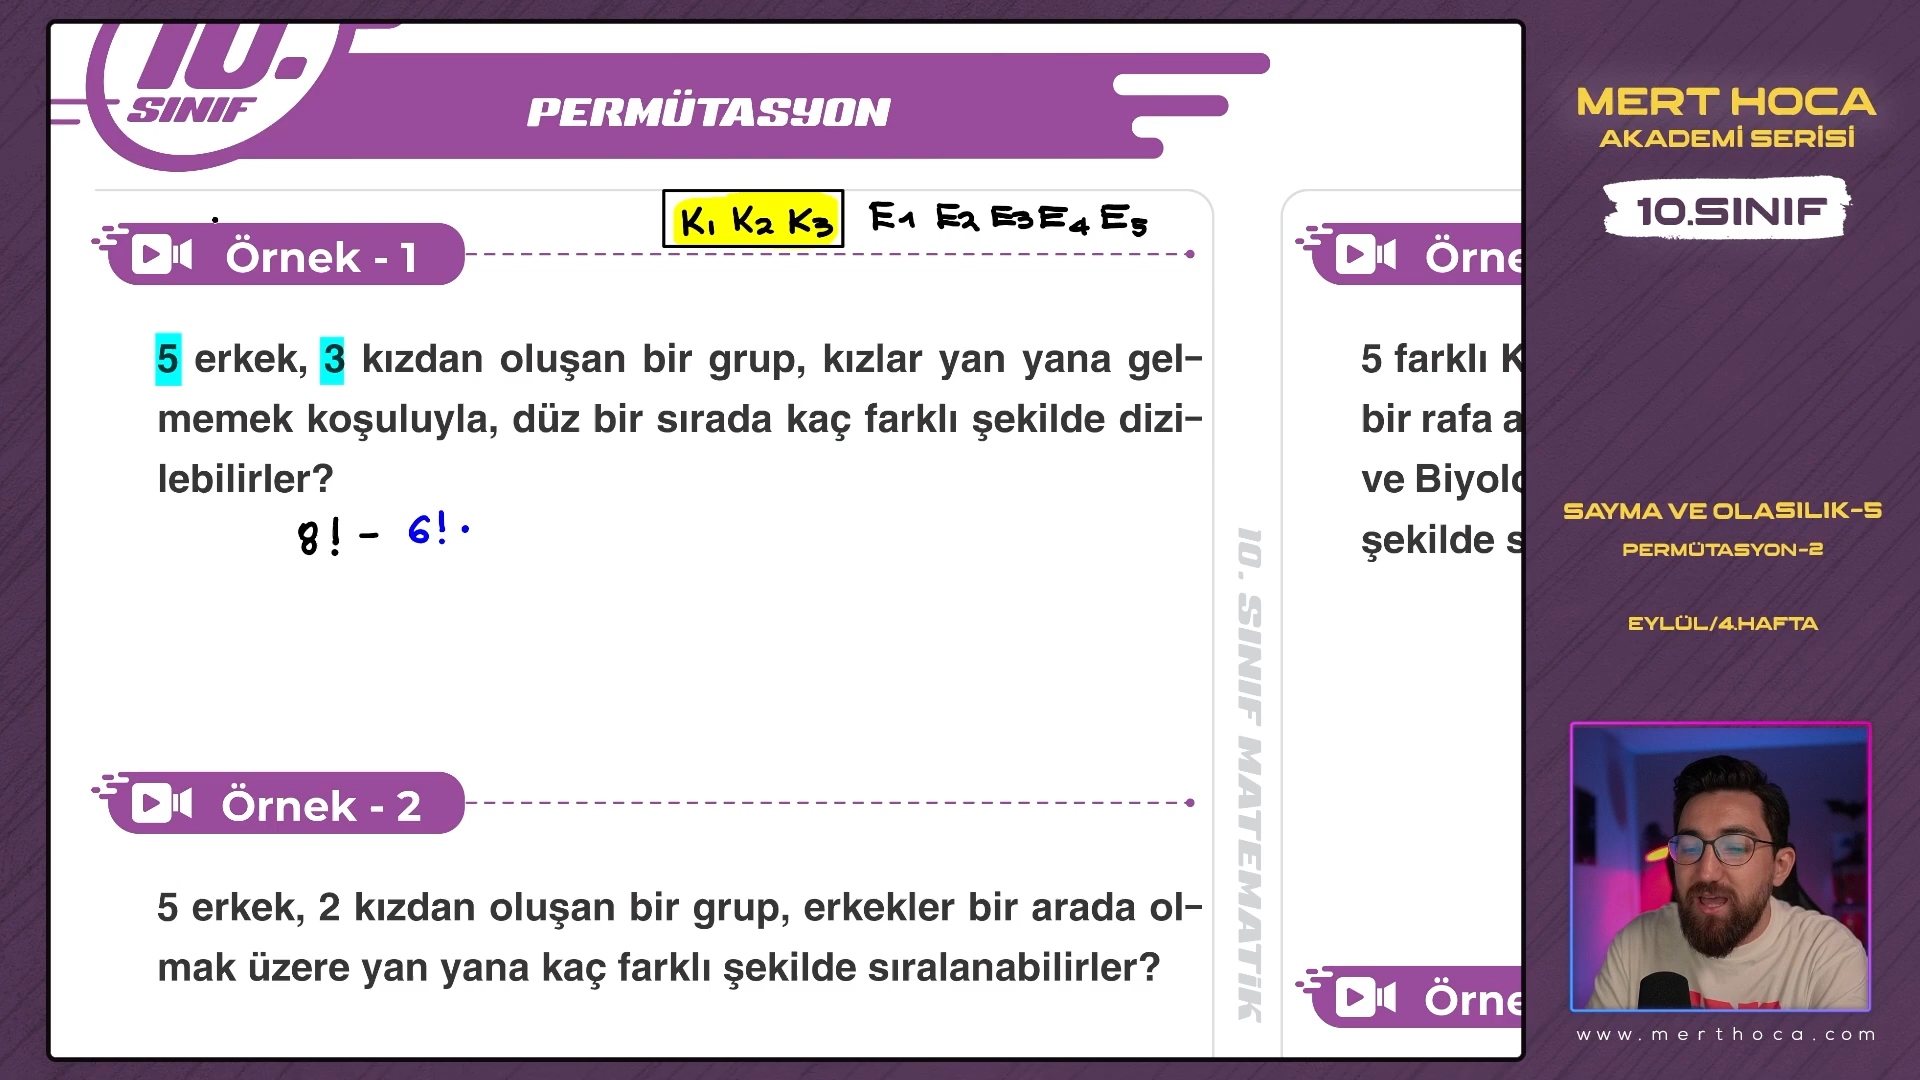 10.
SINIF
PERMÜTASYON
K1 K2 K3 E1 E2 E3 E4 E5
Örnek - 1
5 erkek, 3 kızdan oluşan bir grup, kızlar yan yana gel-
memek koşuluyla, düz bir sırada kaç farklı şekilde dizi-
lebilirler?
8! - 6! .
Örnek - 2
5 erkek, 2 kızdan oluşan bir grup, erkekler bir arada ol-
mak üzere yan yana kaç farklı şekilde sıralanabilirler?
10. SINIF MATEMATİK
Örne
5 farklı K
bir rafa a
ve Biyolo
şekilde s
Örne
MERT HOCA
AKADEMİ SERİSİ
10.SINIF
SAYMA VE OLASILIK-5
PERMÜTASYON-2
EYLÜL/4.HAFTA
www.merthoca.com